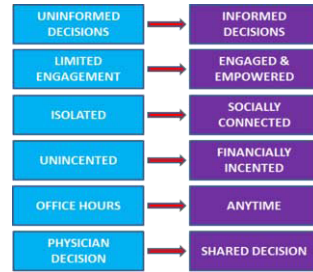 UNINFORMED
DECISIONS
INFORMED
DECISIONS
LIMITED
ENGAGEMENT
ENGAGED &
EMPOWERED
ISOLATED
SOCIALLY
CONNECTED
UNINCENTED
FINANCIALLY
INCENTED
OFFICE HOURS
ANYTIME
PHYSICIAN
DECISION
SHARED DECISION